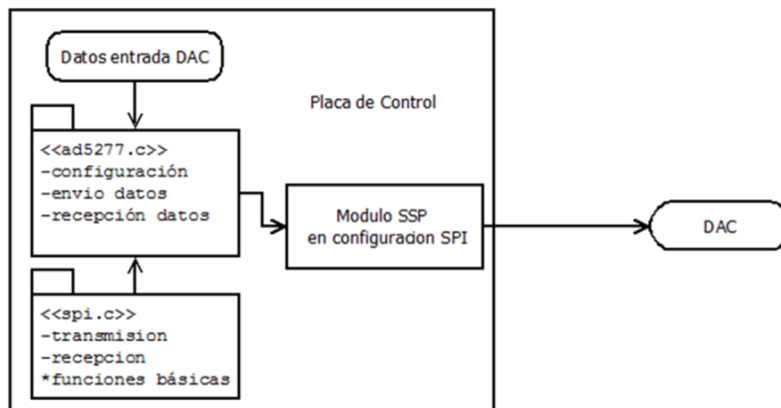 Datos entrada DAC
Placa de Control
<<ad5277.c>>
-configuración
-envio datos
-recepción datos
Modulo SSP
en configuracion SPI
DAC
<<spi.c>>
-transmision
-recepcion
*funciones básicas